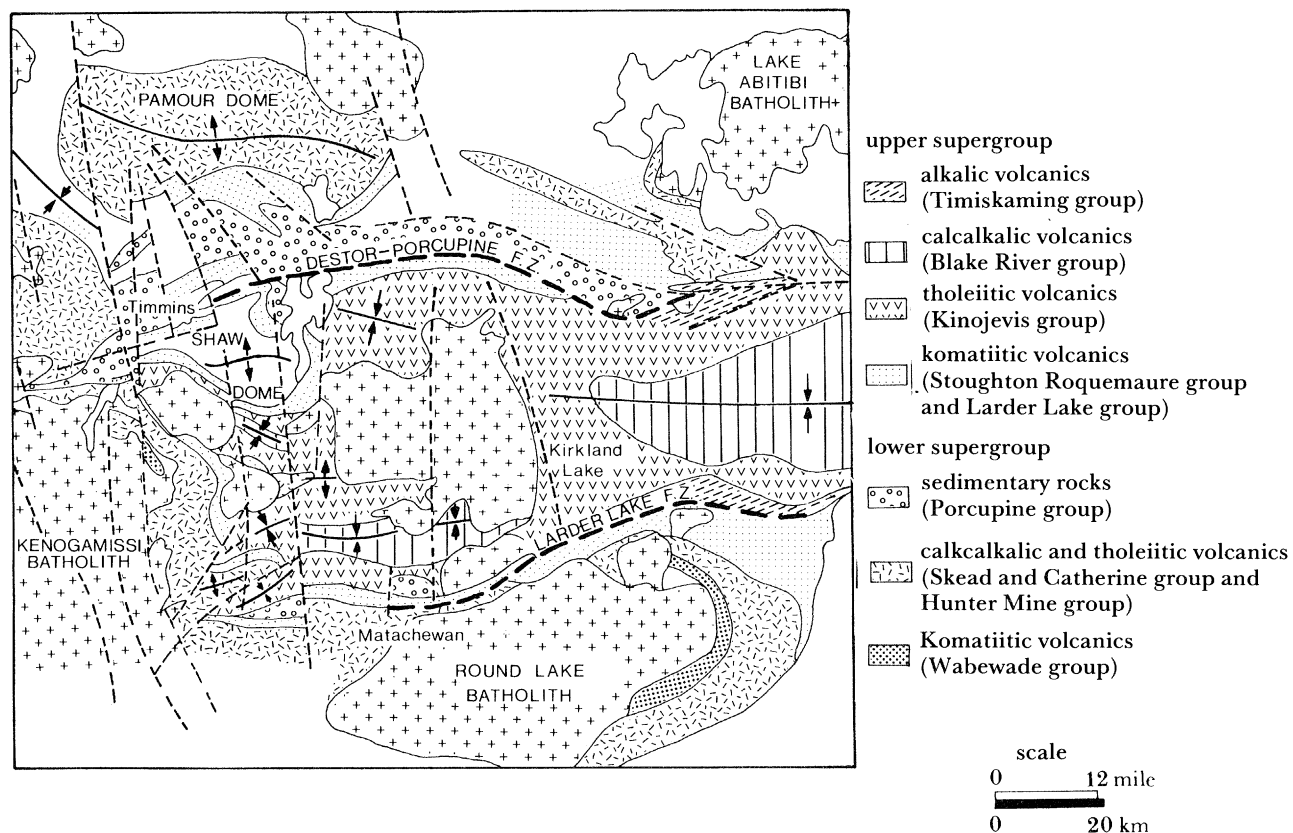 PAMOUR DOME
LAKE
ABITIBI
BATHOLITH+
DESTOR-PORCUPINE F.Z.
Timmins
SHAW
DOME
Kirkland
Lake
LARDER LAKE F.Z.
KENOGAMISSI
BATHOLITH
Matachewan
ROUND LAKE
BATHOLITH
upper supergroup
alkalic volcanics
(Timiskaming group)
calcalkalic volcanics
(Blake River group)
tholeiitic volcanics
(Kinojevis group)
komatiitic volcanics
(Stoughton Roquemaure group
and Larder Lake group)
lower supergroup
sedimentary rocks
(Porcupine group)
calkcalkalic and tholeiitic volcanics
(Skead and Catherine group and
Hunter Mine group)
Komatiitic volcanics
(Wabewade group)
scale
0 12 mile
0 20 km